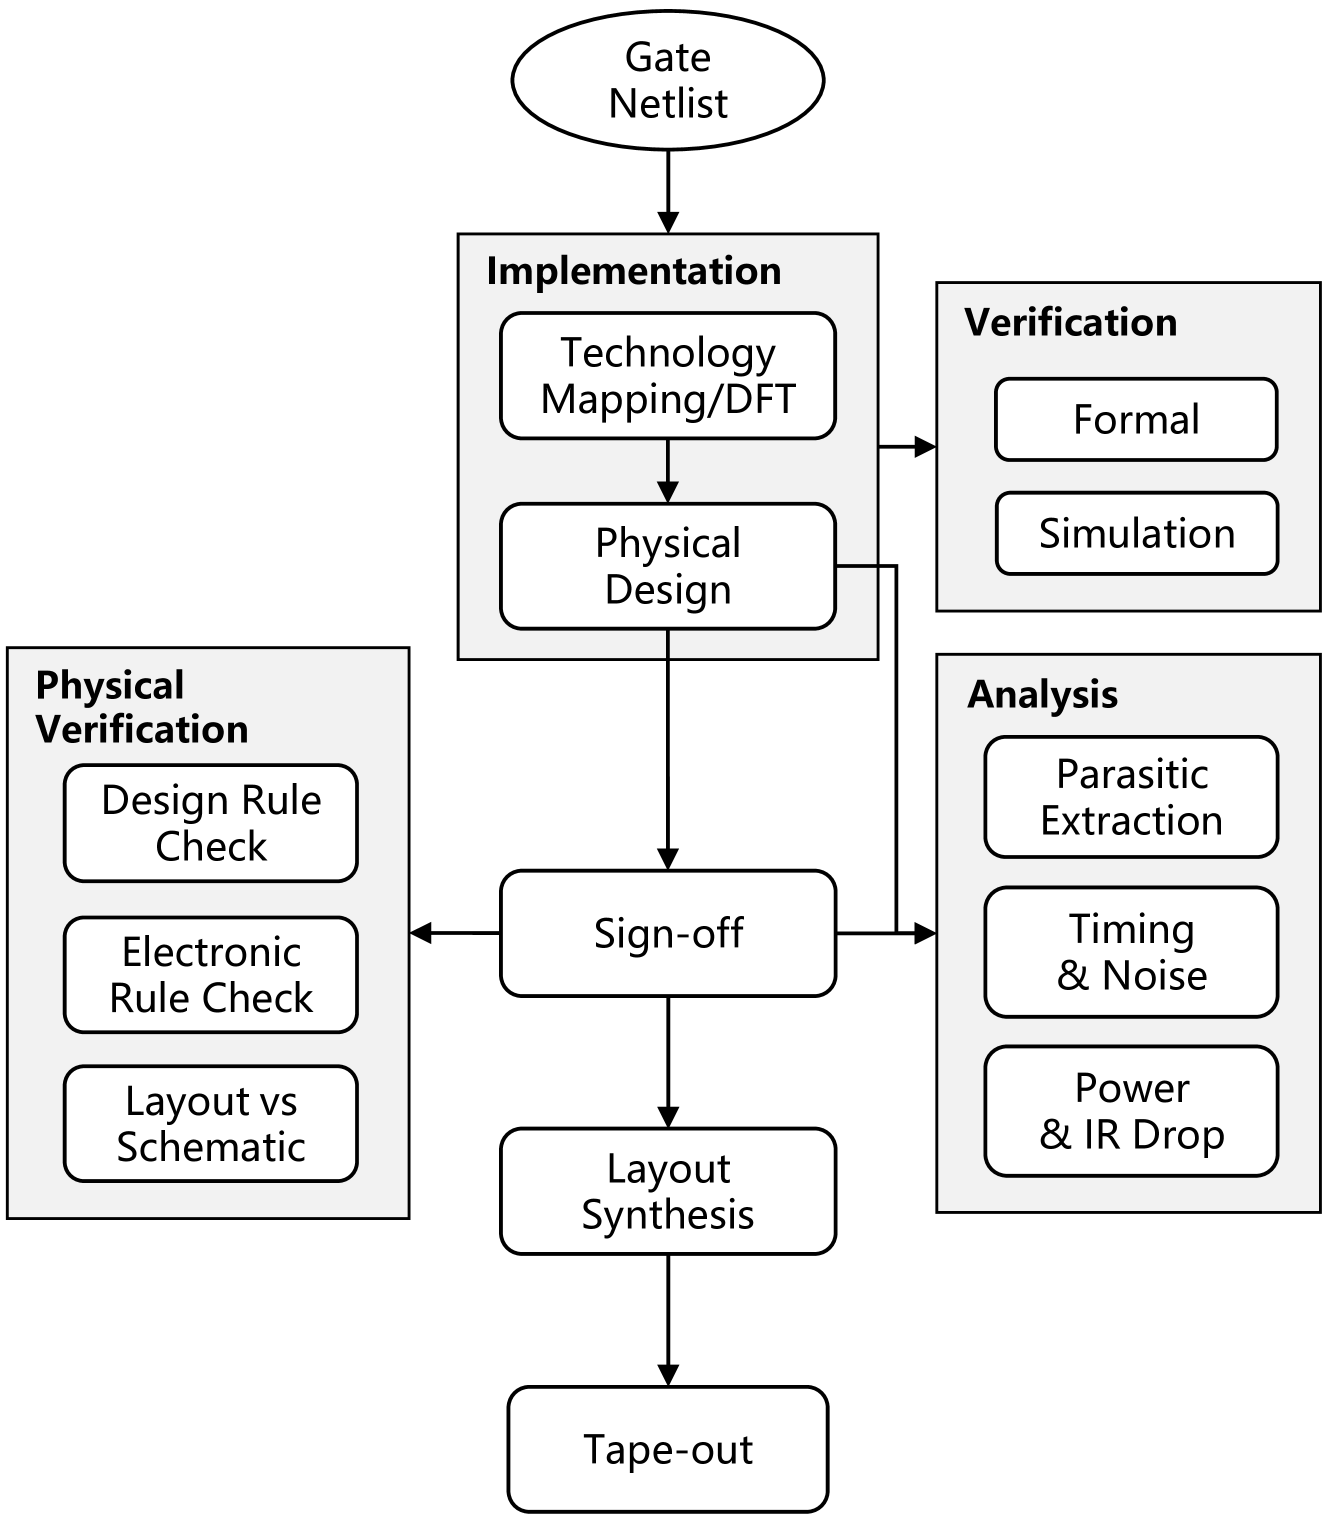 Gate
Netlist
Implementation
Technology
Mapping/DFT
Physical
Design
Verification
Formal
Simulation
Physical
Verification
Design Rule
Check
Electronic
Rule Check
Layout vs
Schematic
Sign-off
Analysis
Parasitic
Extraction
Timing
& Noise
Power
& IR Drop
Layout
Synthesis
Tape-out